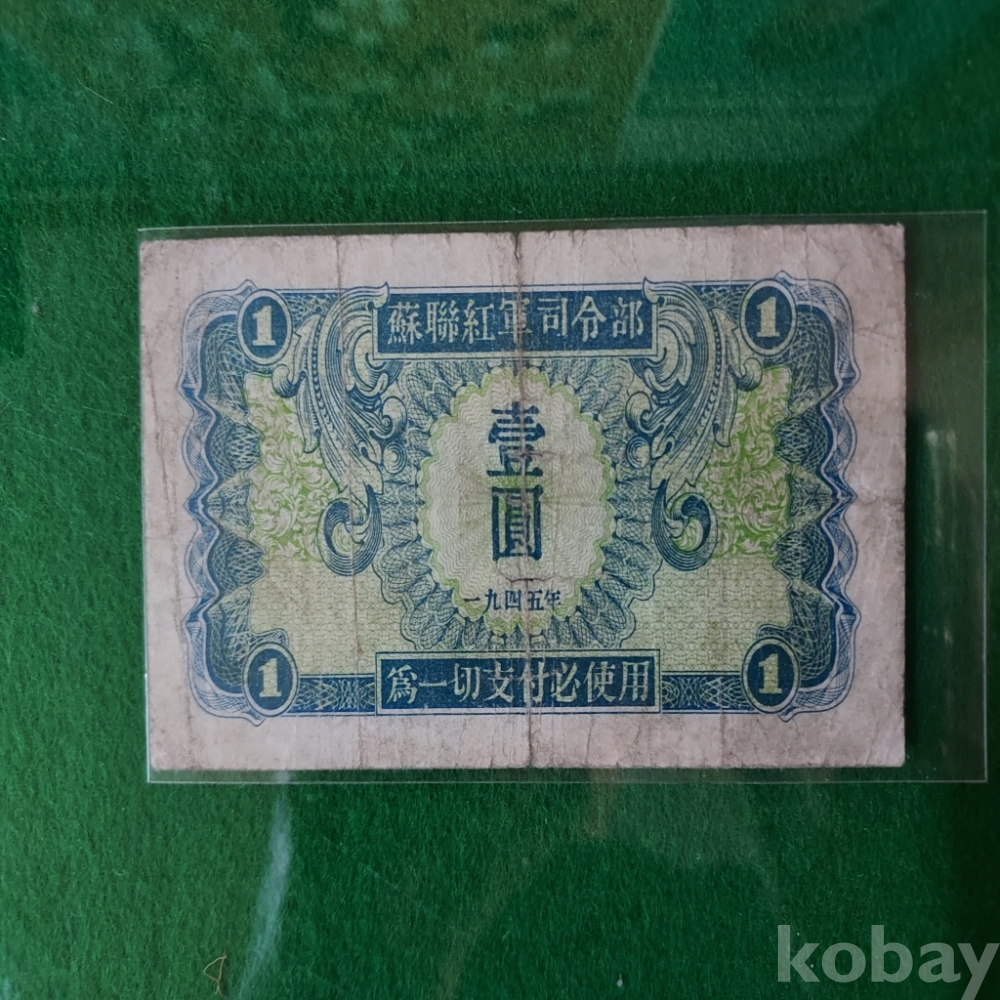 1 蘇聯紅軍司令部 1
壹
圓
一九四五年
1 爲一切支付必使用 1
kobay